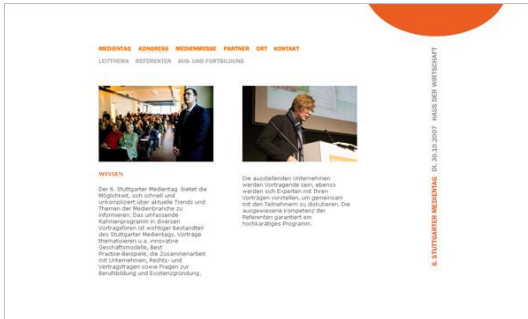 MEDIENTAG KONGRESS MEDIENMESSE PARTNER ORT KONTAKT
LEITTHEMA REFERENTEN AUS- UND FORTBILDUNG
WISSEN
Der 6. Stuttgarter Medientag bietet die
Möglichkeit, sich schnell und
unkompliziert über aktuelle Trends und
Themen der Medienbranche zu
informieren. Das umfassende
Rahmenprogramm in diversen
Vortragsforen ist wichtiger Bestandteil
des Stuttgarter Medientags. Vorträge
thematisieren u.a. innovative
Geschäftsmodelle, Best
Practice-Beispiele, die Zusammenarbeit
mit Unternehmen, Rechts- und
Vertragsfragen sowie Fragen zur
Berufsbildung und Existenzgründung.
Die ausstellenden Unternehmen
werden Vortragende sein, ebenso
werden sich Experten mit Ihren
Vorträgen vorstellen, um gemeinsam
mit den Teilnehmern zu diskutieren. Die
ausgewiesene Kompetenz der
Referenten garantiert ein
hochkarätiges Programm.
6. STUTTGARTER MEDIENTAG DI, 30.10.2007 HAUS DER WIRTSCHAFT